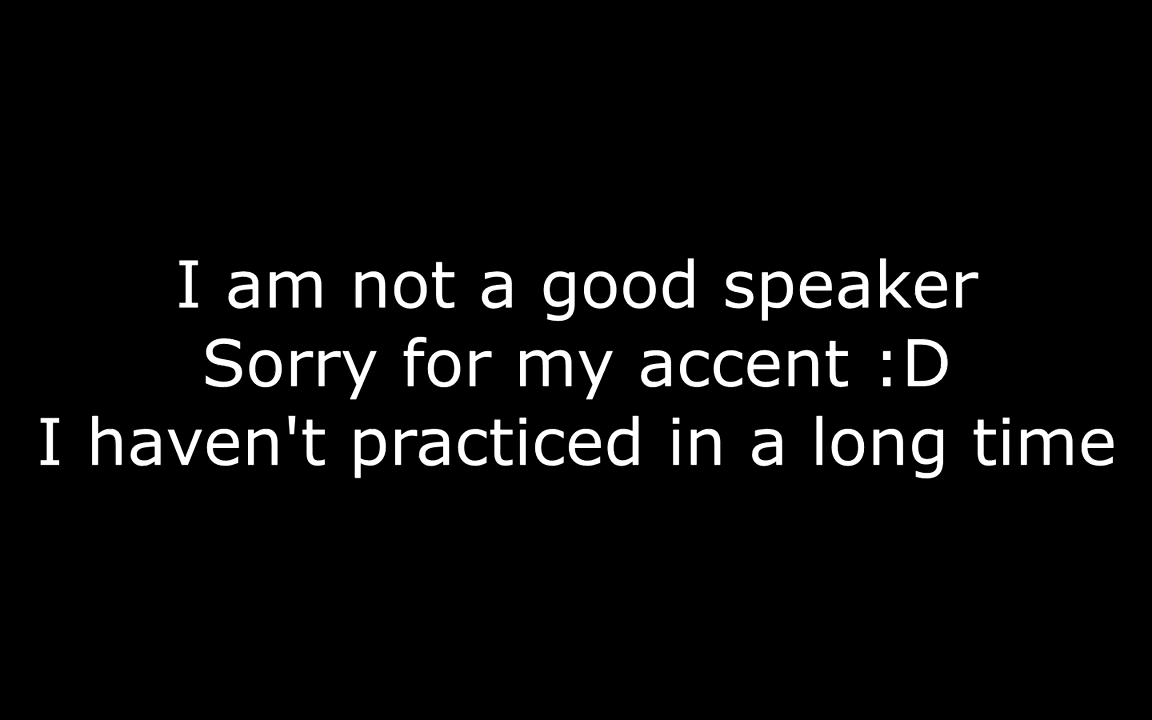 I am not a good speaker
Sorry for my accent :D
I haven't practiced in a long time